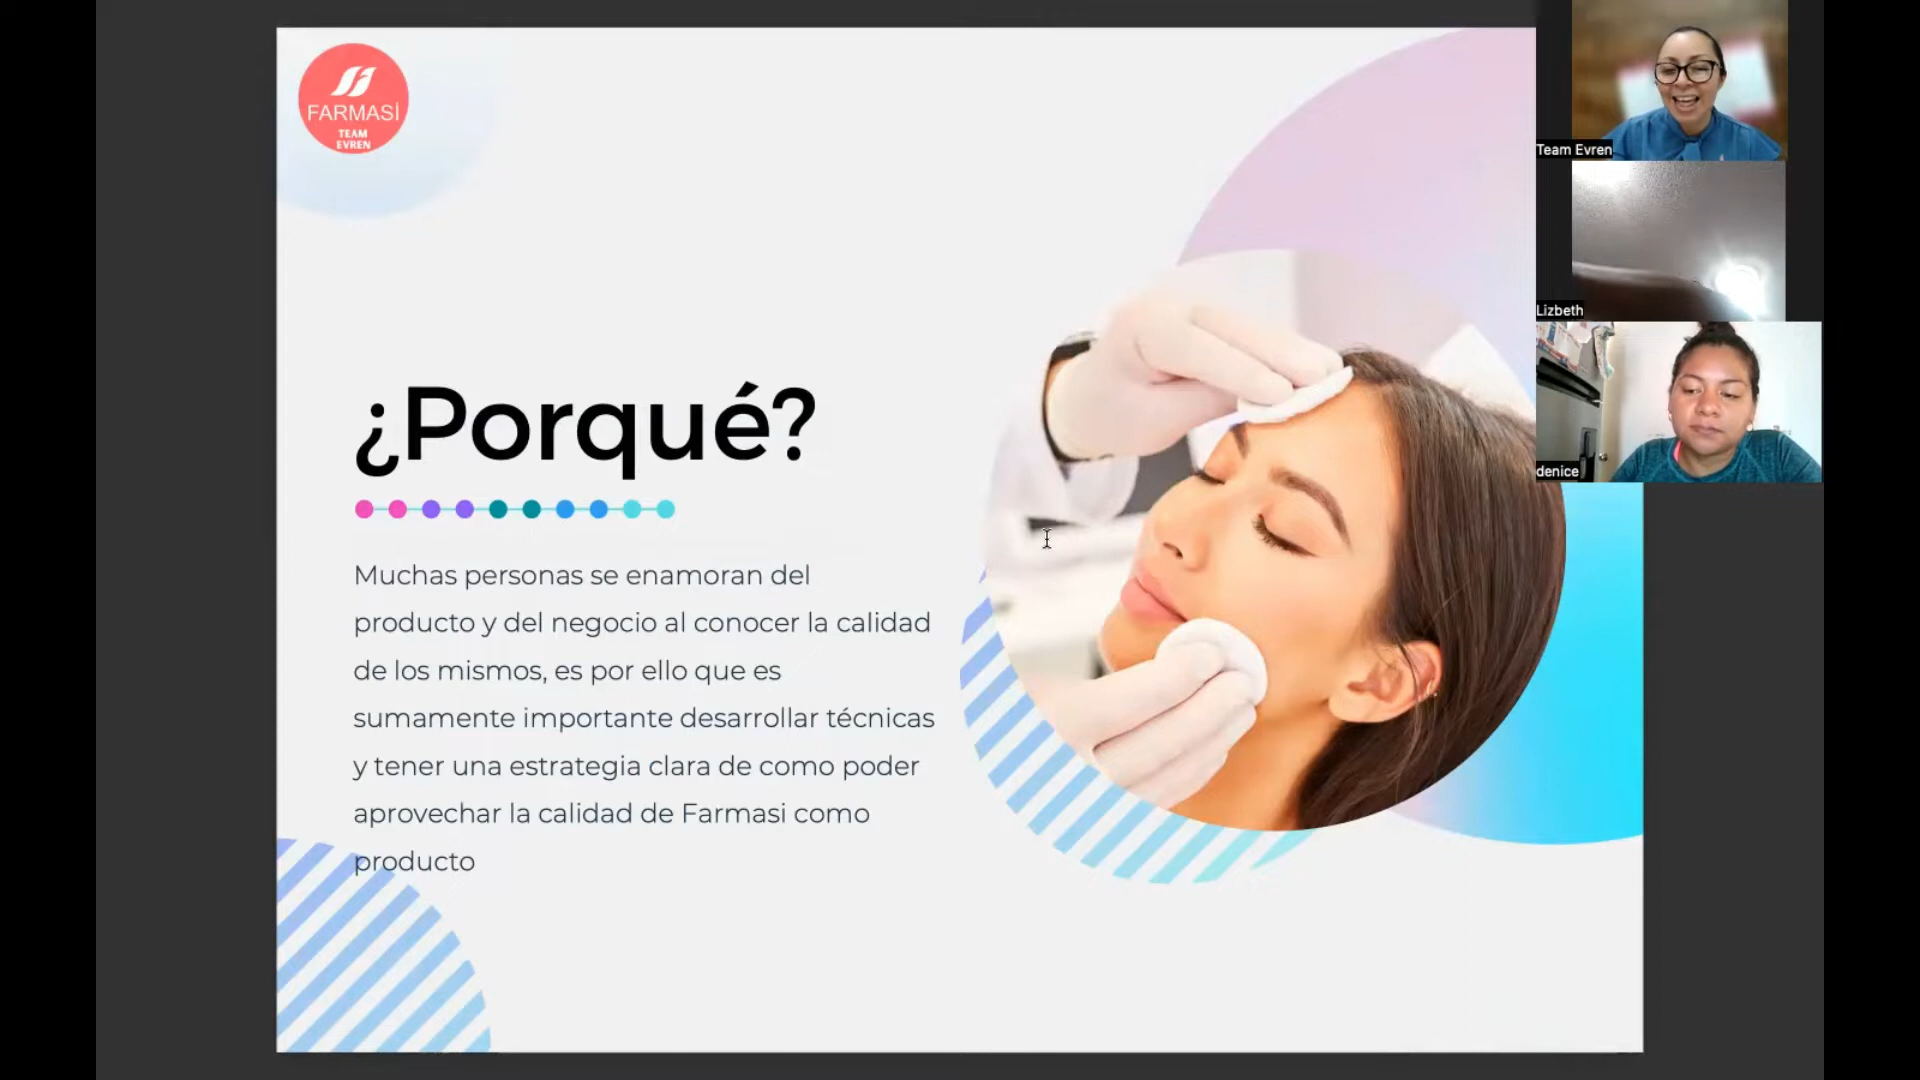 FARMASİ
TEAM
EVREN
¿Porqué?
Muchas personas se enamoran del
producto y del negocio al conocer la calidad
de los mismos, es por ello que es
sumamente importante desarrollar técnicas
y tener una estrategia clara de como poder
aprovechar la calidad de Farmasi como
producto
Team Evren
Lizbeth
denice